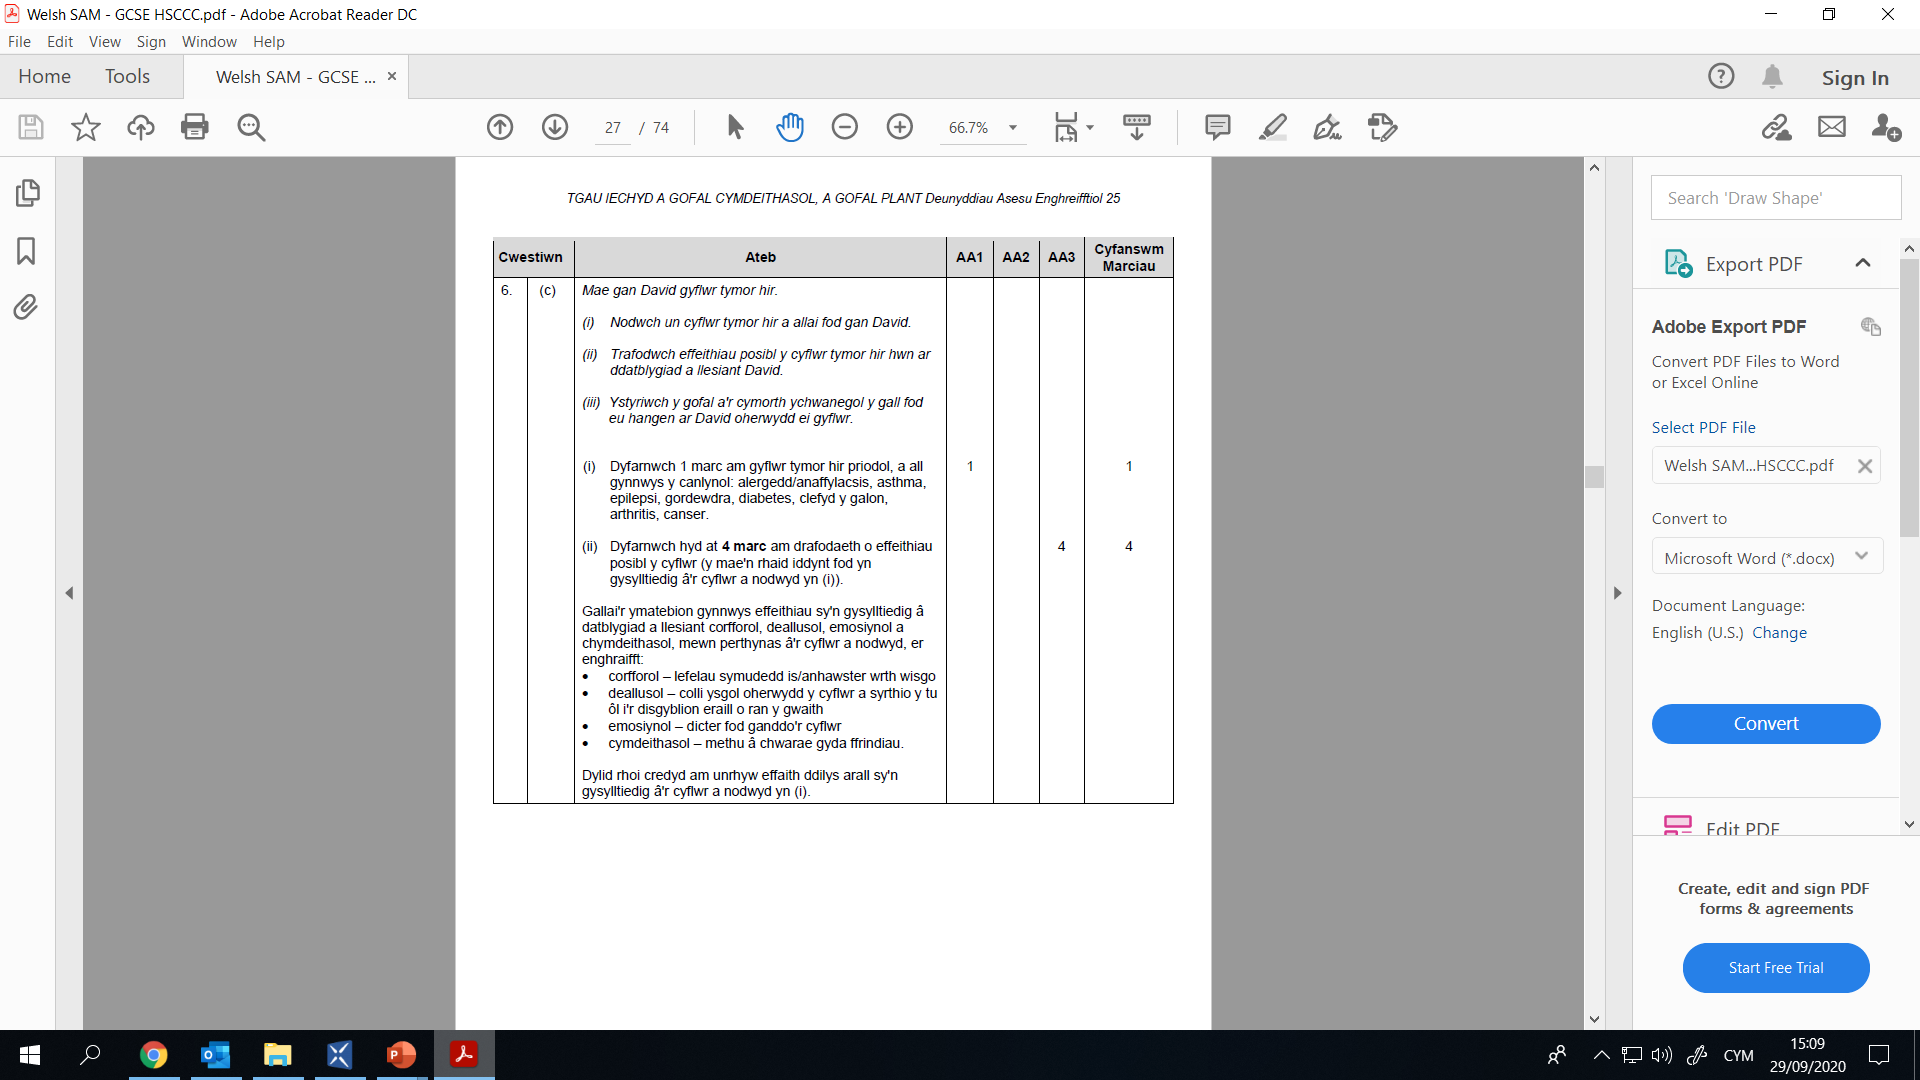 Welsh SAM - GCSE HSCCC.pdf - Adobe Acrobat Reader DC
File Edit View Sign Window Help
Home Tools Welsh SAM - GCSE ... × Sign In
27 / 74 66.7%
TGAU IECHYD A GOFAL CYMDEITHASOL, A GOFAL PLANT Deunyddiau Asesu Enghreifftiol 25
Cwestiwn Ateb AA1 AA2 AA3 Cyfanswm
Marciau
6. (c) Mae gan David gyflwr tymor hir.
(i) Nodwch un cyflwr tymor hir a allai fod gan David.
(ii) Trafodwch effeithiau posibl y cyflwr tymor hir hwn ar
ddatblygiad a llesiant David.
(iii) Ystyriwch y gofal a'r cymorth ychwanegol y gall fod
eu hangen ar David oherwydd ei gyflwr.
(i) Dyfarnwch 1 marc am gyflwr tymor hir priodol, a all 1 1
gynnwys y canlynol: alergedd/anaffylacsis, asthma,
epilepsi, gordewdra, diabetes, clefyd y galon,
arthritis, canser.
(ii) Dyfarnwch hyd at 4 marc am drafodaeth o effeithiau 4 4
posibl y cyflwr (y mae'n rhaid iddynt fod yn
gysylltiedig â'r cyflwr a nodwyd yn (i)).
Gallai'r ymatebion gynnwys effeithiau sy'n gysylltiedig â
datblygiad a llesiant corfforol, deallusol, emosiynol a
chymdeithasol, mewn perthynas â'r cyflwr a nodwyd, er
enghraifft:
• corfforol – lefelau symudedd is/anhawster wrth wisgo
• deallusol – colli ysgol oherwydd y cyflwr a syrthio y tu
ôl i'r disgyblion eraill o ran y gwaith
• emosiynol – dicter fod ganddo'r cyflwr
• cymdeithasol – methu â chwarae gyda ffrindiau.
Dylid rhoi credyd am unrhyw effaith ddilys arall sy'n
gysylltiedig â'r cyflwr a nodwyd yn (i).
Search 'Draw Shape'
Export PDF
Adobe Export PDF
Convert PDF Files to Word
or Excel Online
Select PDF File
Welsh SAM...HSCCC.pdf
Convert to
Microsoft Word (*.docx)
Document Language:
English (U.S.) Change
Convert
Edit PDF
Create, edit and sign PDF
forms & agreements
Start Free Trial
CYM
15:09
29/09/2020